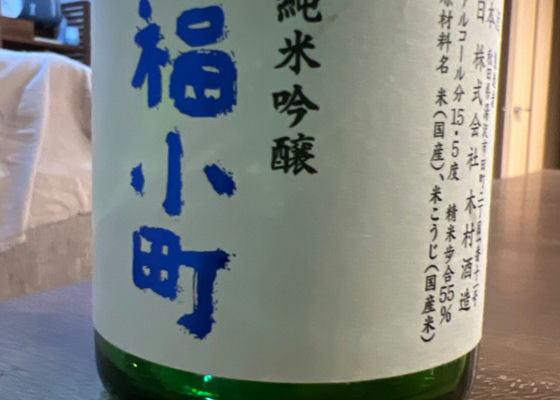 福小町
純米吟醸
原材料名 米(国産)、米こうじ(国産米)
アルコール分15.5度 精米歩合55%
株式会社 木村酒造